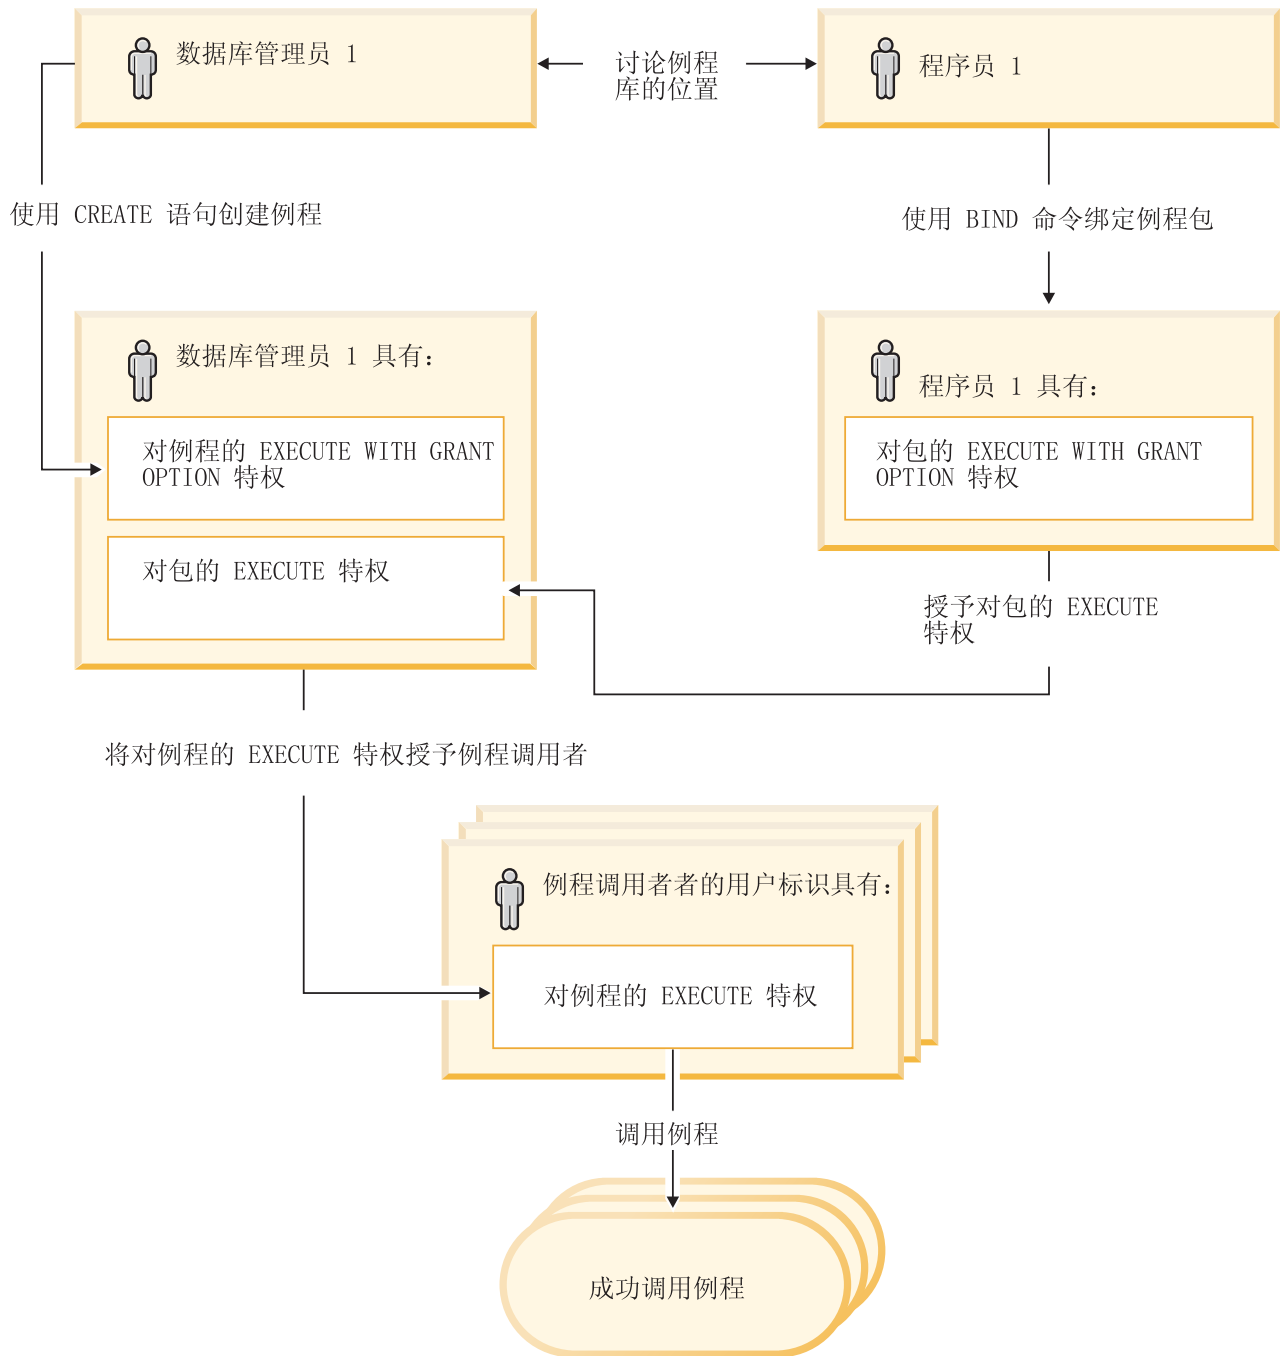 数据库管理员 1
讨论例程
库的位置
程序员 1
使用 CREATE 语句创建例程
使用 BIND 命令绑定例程包
数据库管理员 1 具有:
对例程的 EXECUTE WITH GRANT
OPTION 特权
对包的 EXECUTE 特权
程序员 1 具有:
对包的 EXECUTE WITH GRANT
OPTION 特权
授予对包的 EXECUTE
特权
将对例程的 EXECUTE 特权授予例程调用者
例程调用者者的用户标识具有:
对例程的 EXECUTE 特权
调用例程
成功调用例程